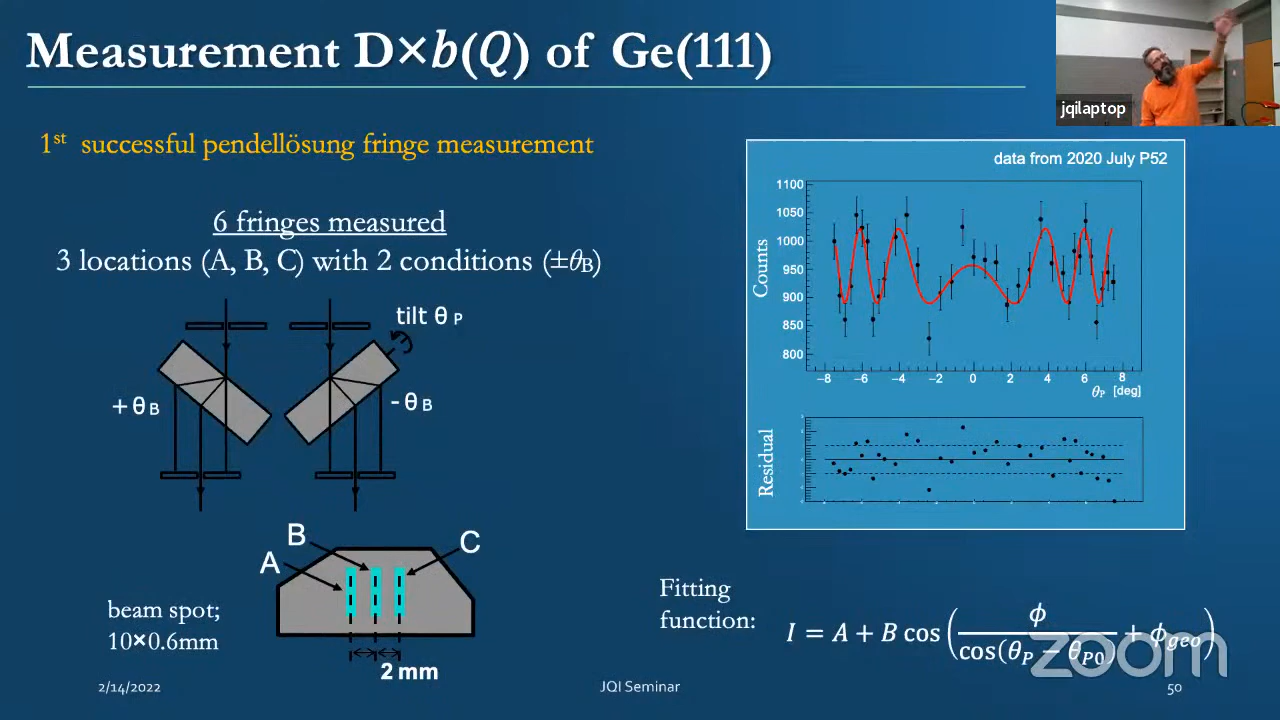 Measurement D×b(Q) of Ge(111)
jqilaptop
1st successful pendellösung fringe measurement
6 fringes measured
3 locations (A, B, C) with 2 conditions (±θB)
tilt θ P
+θB
-θB
B
A
C
beam spot;
10×0.6mm
2 mm
data from 2020 July P52
Counts
1100
1050
1000
950
900
850
800
−8 −6 −4 −2 0 2 4 6 8
θP [deg]
Residual
Fitting
function:
I = A + B cos(ϕ/cos(θP − θP0) + ϕgeo)
zoom
2/14/2022
JQI Seminar
50